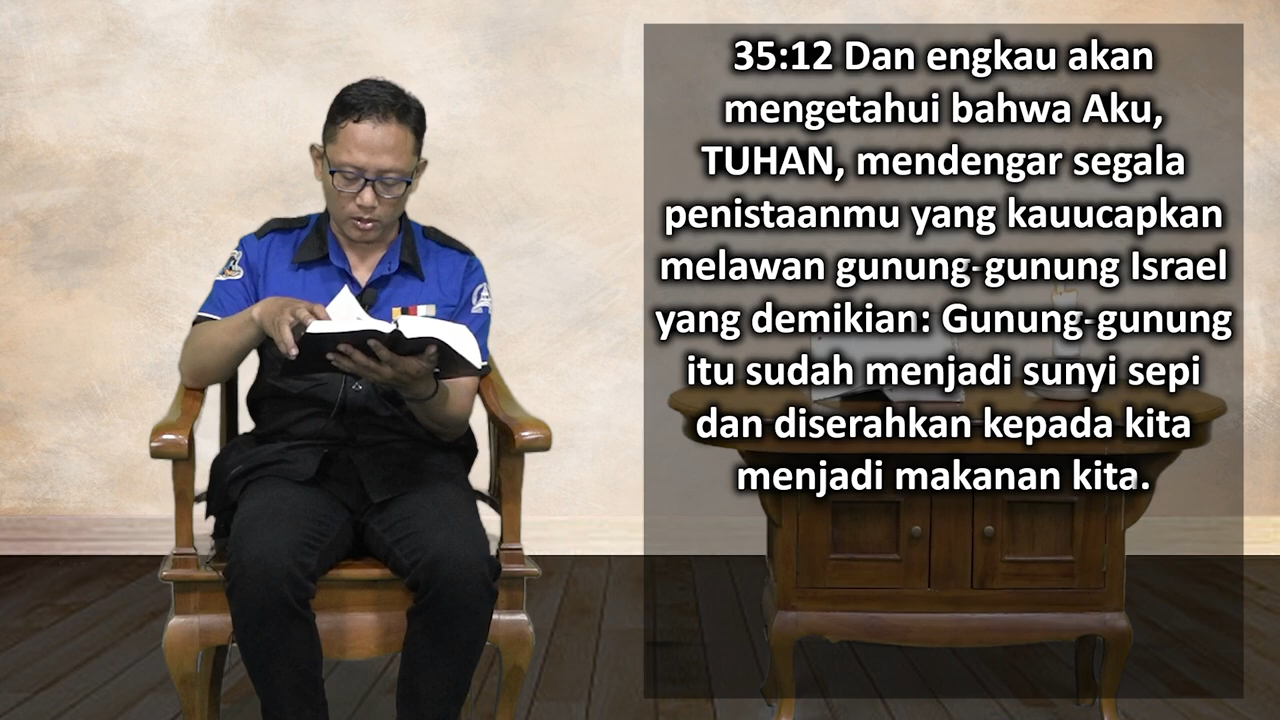 35:12 Dan engkau akan
mengetahui bahwa Aku,
TUHAN, mendengar segala
penistaanmu yang kauucapkan
melawan gunung-gunung Israel
yang demikian: Gunung-gunung
itu sudah menjadi sunyi sepi
dan diserahkan kepada kita
menjadi makanan kita.